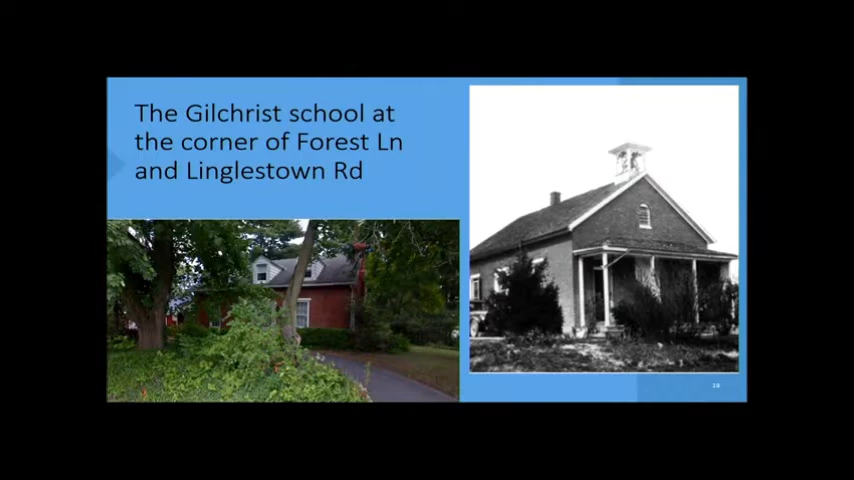 The Gilchrist school at
the corner of Forest Ln
and Linglestown Rd